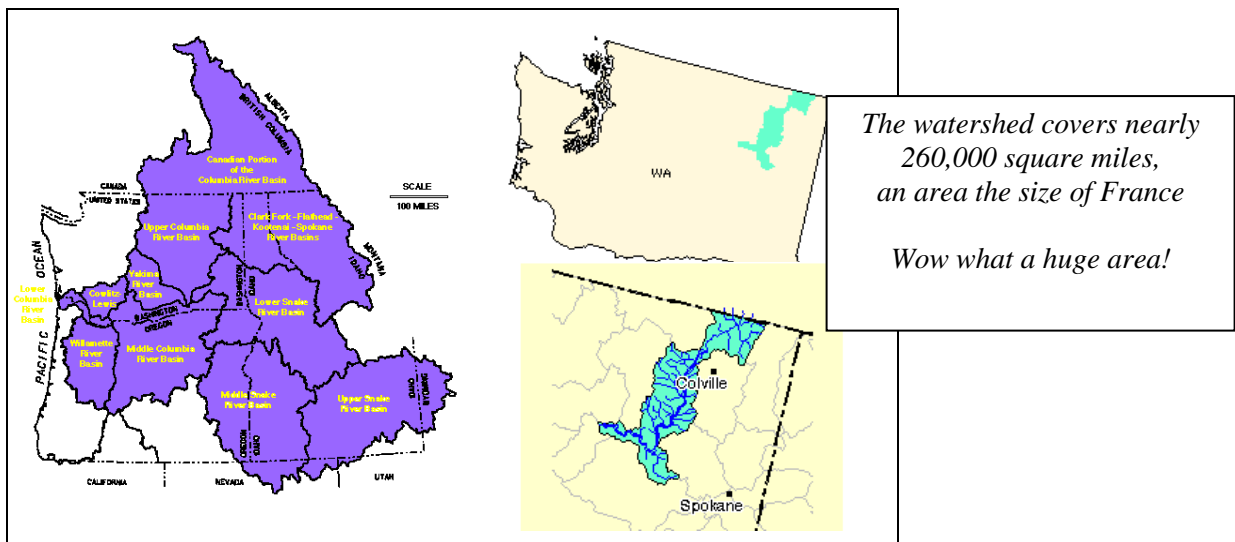 ALBERTA
BRITISH COLUMBIA
Canadian Portion
of the
Columbia River Basin
CANADA
UNITED STATES
SCALE
100 MILES
Upper Columbia
River Basin
Clark Fork - Flathead
Kootenai - Spokane
River Basins
MONTANA
IDAHO
PACIFIC OCEAN
Lower
Columbia
River
Basin
Cowlitz-
Lewis
Yakima
River
Basin
WASHINGTON
OREGON
WASHINGTON
IDAHO
Lower Snake
River Basin
Willamette
River
Basin
Middle Columbia
River Basin
Middle Snake
River Basin
Upper Snake
River Basin
IDAHO
WYOMING
OREGON
IDAHO
CALIFORNIA
NEVADA
UTAH
WA
Colville
Spokane
The watershed covers nearly
260,000 square miles,
an area the size of France
Wow what a huge area!